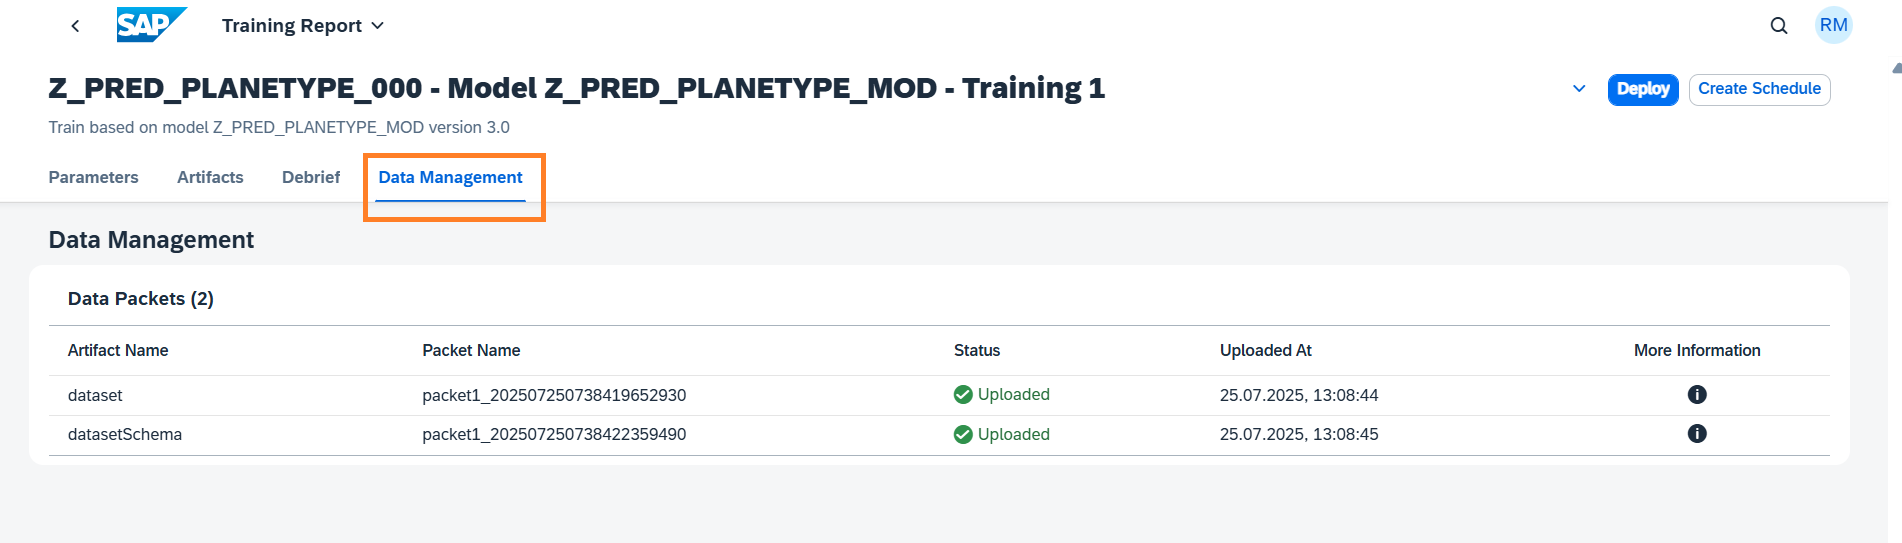 SAP Training Report RM
Z_PRED_PLANETYPE_000 - Model Z_PRED_PLANETYPE_MOD - Training 1 Deploy Create Schedule
Train based on model Z_PRED_PLANETYPE_MOD version 3.0
Parameters Artifacts Debrief Data Management
Data Management
Data Packets (2)
Artifact Name Packet Name Status Uploaded At More Information
dataset packet1_202507250738419652930 Uploaded 25.07.2025, 13:08:44
datasetSchema packet1_202507250738422359490 Uploaded 25.07.2025, 13:08:45